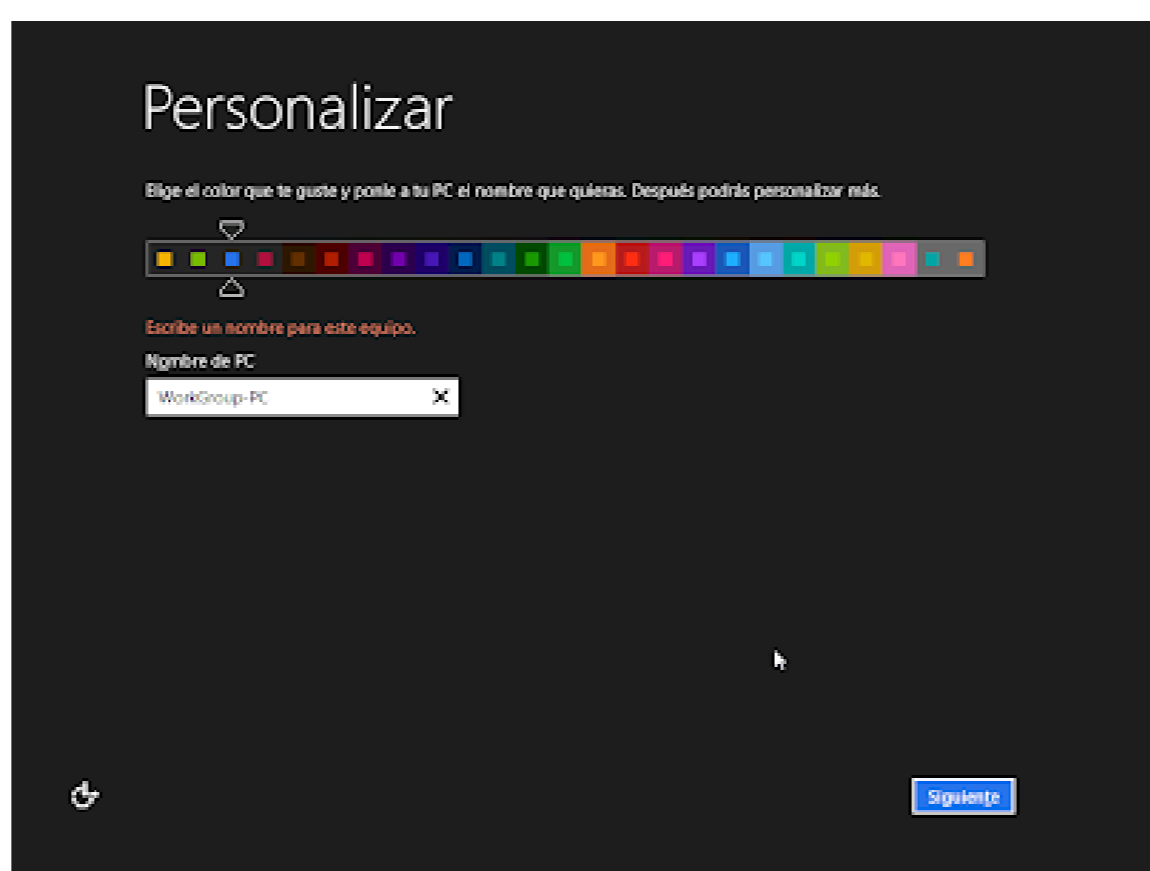 Personalizar
Elige el color que te guste y ponle a tu PC el nombre que quieras. Después podrás personalizar más.
Escribe un nombre para este equipo.
Nombre de PC
WorkGroup-PC
Siguiente